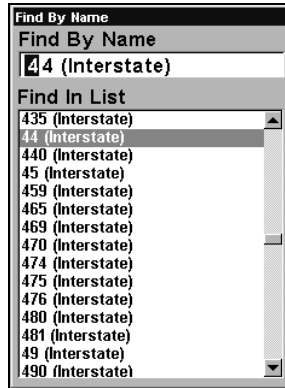 Find By Name
Find By Name
44 (Interstate)
Find In List
435 (Interstate)
44 (Interstate)
440 (Interstate)
45 (Interstate)
459 (Interstate)
465 (Interstate)
469 (Interstate)
470 (Interstate)
474 (Interstate)
475 (Interstate)
476 (Interstate)
480 (Interstate)
481 (Interstate)
49 (Interstate)
490 (Interstate)